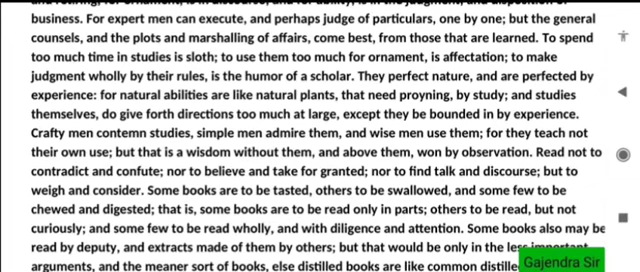 business. For expert men can execute, and perhaps judge of particulars, one by one; but the general
counsels, and the plots and marshalling of affairs, come best, from those that are learned. To spend
too much time in studies is sloth; to use them too much for ornament, is affectation; to make
judgment wholly by their rules, is the humor of a scholar. They perfect nature, and are perfected by
experience: for natural abilities are like natural plants, that need proyning, by study; and studies
themselves, do give forth directions too much at large, except they be bounded in by experience.
Crafty men contemn studies, simple men admire them, and wise men use them; for they teach not
their own use; but that is a wisdom without them, and above them, won by observation. Read not to
contradict and confute; nor to believe and take for granted; nor to find talk and discourse; but to
weigh and consider. Some books are to be tasted, others to be swallowed, and some few to be
chewed and digested; that is, some books are to be read only in parts; others to be read, but not
curiously; and some few to be read wholly, and with diligence and attention. Some books also may be
read by deputy, and extracts made of them by others; but that would be only in the less important
arguments, and the meaner sort of books, else distilled books are like common distille
Gajendra Sir